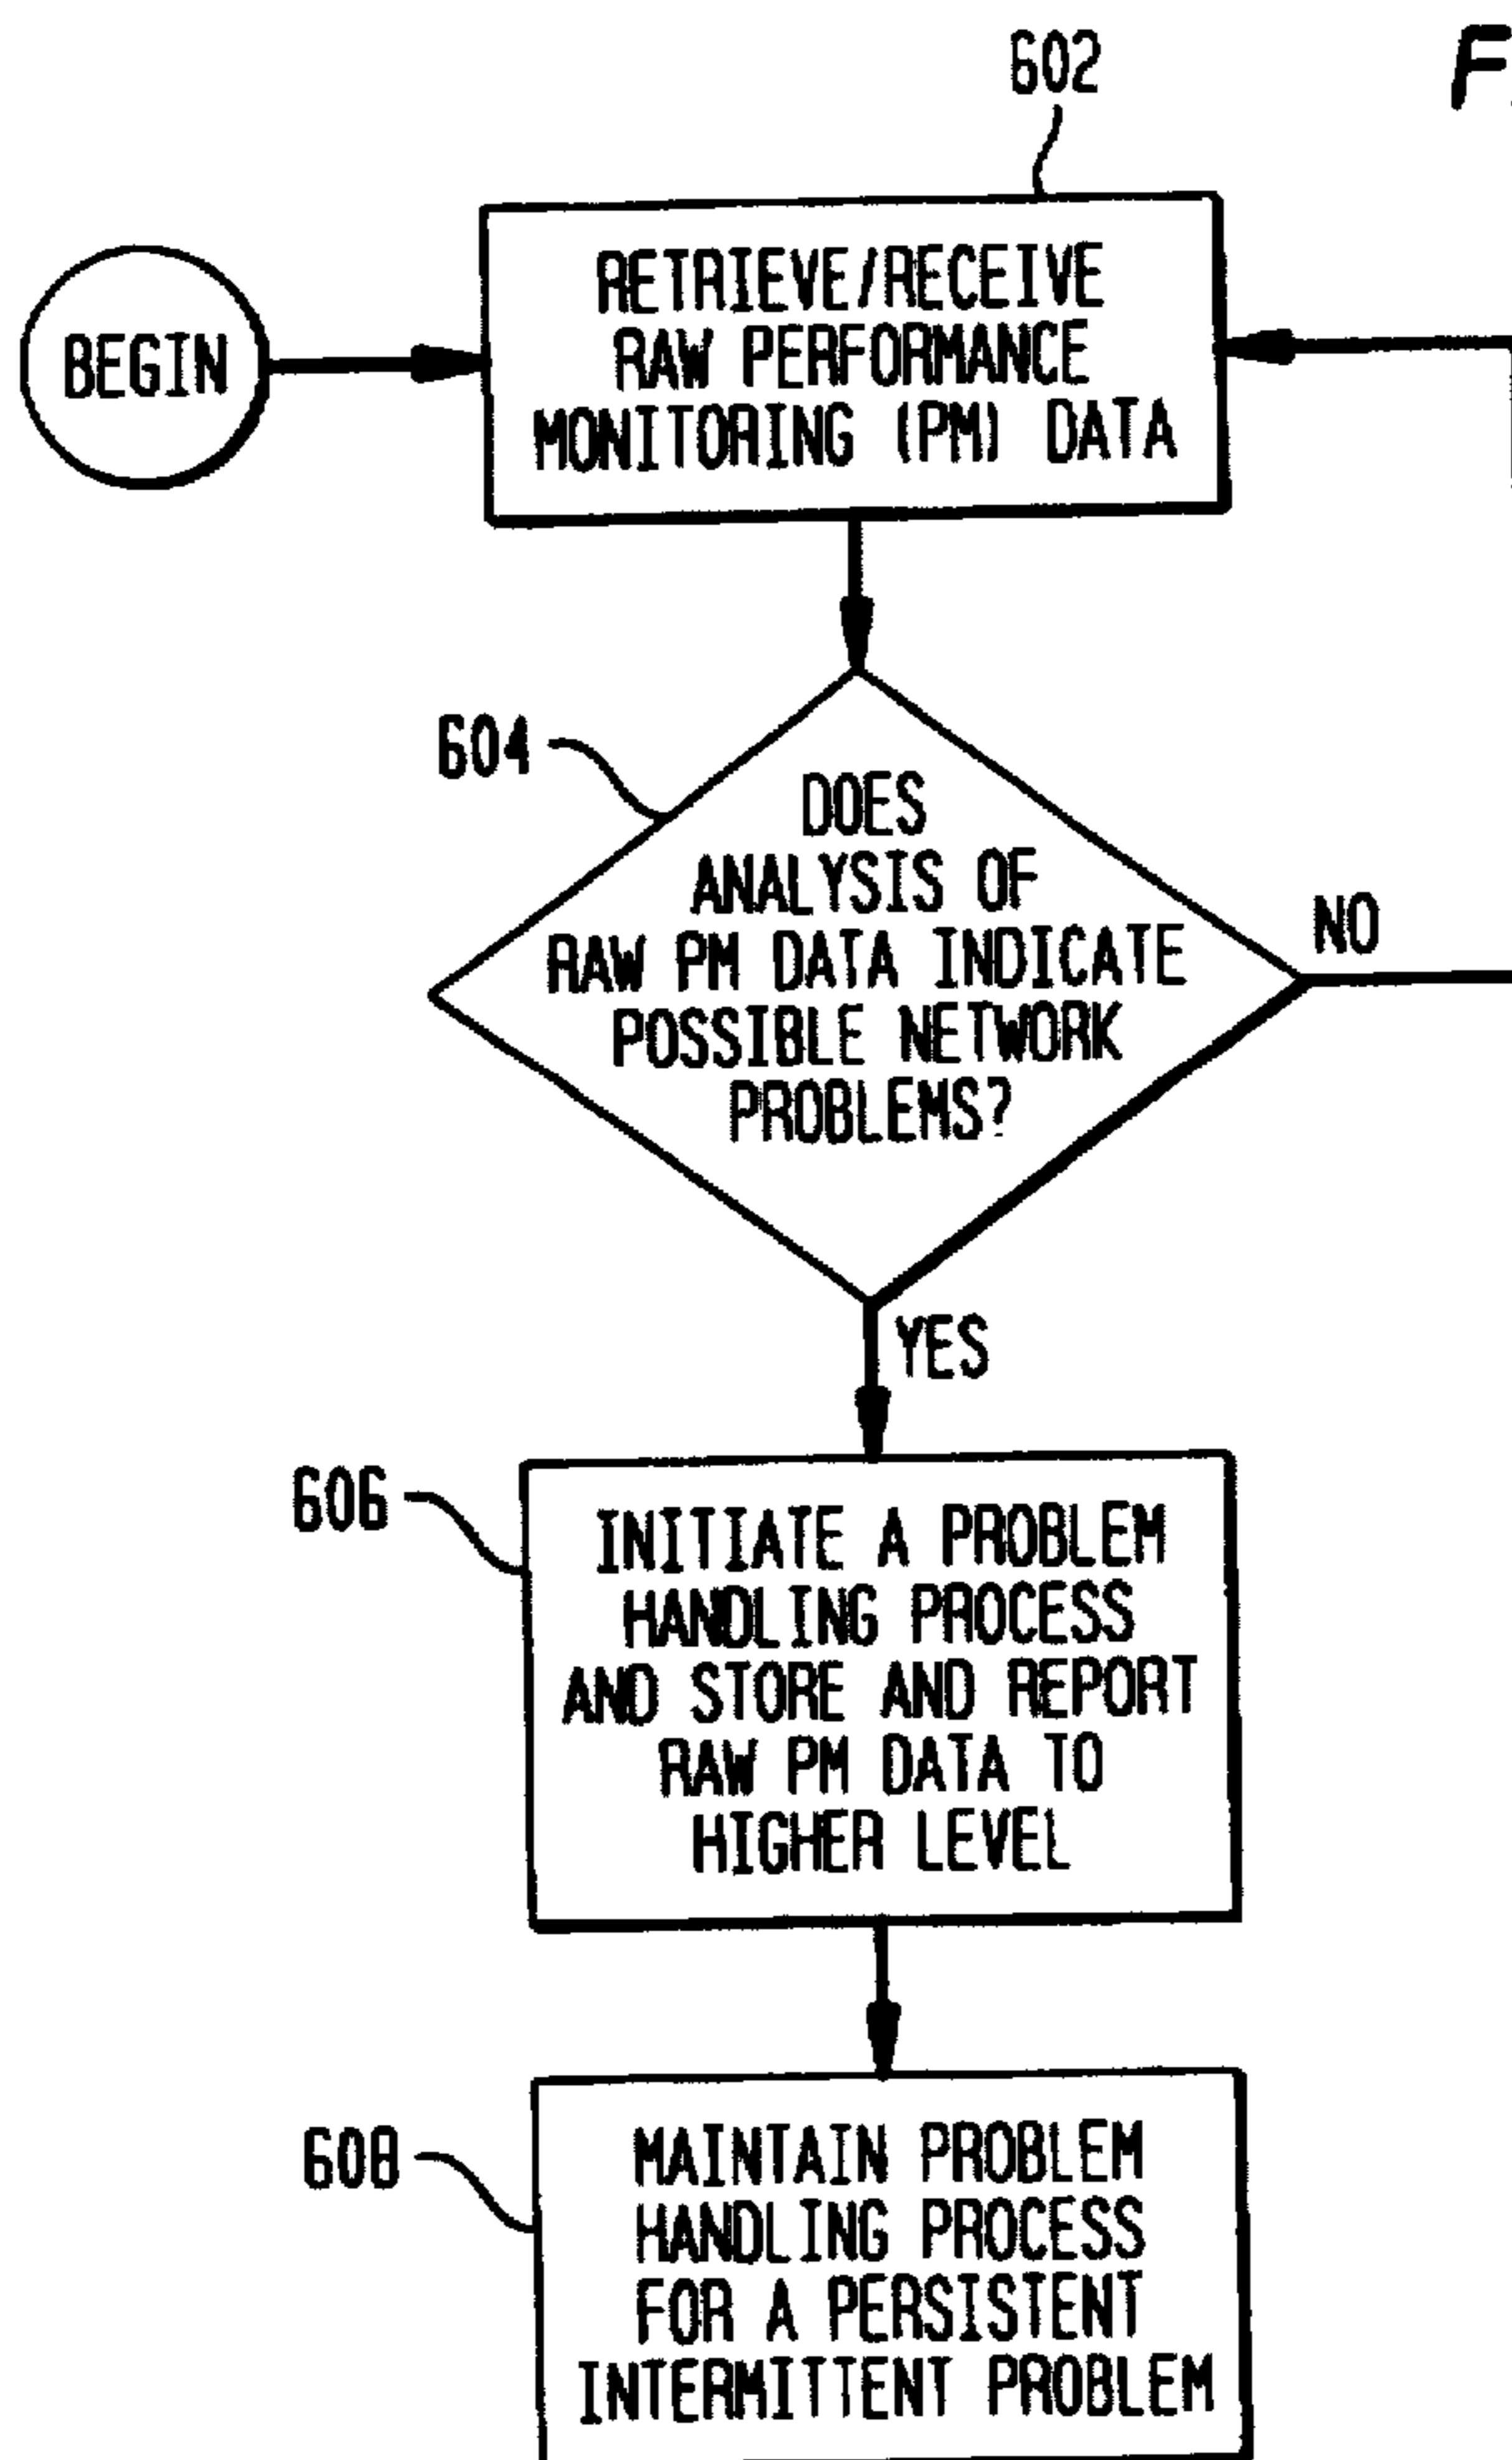 602
RETRIEVE/RECEIVE
RAW PERFORMANCE
MONITORING (PM) DATA
BEGIN
604
DOES
ANALYSIS OF
RAW PM DATA INDICATE
POSSIBLE NETWORK
PROBLEMS?
NO
YES
606
INITIATE A PROBLEM
HANDLING PROCESS
AND STORE AND REPORT
RAW PM DATA TO
HIGHER LEVEL
608
MAINTAIN PROBLEM
HANDLING PROCESS
FOR A PERSISTENT
INTERMITTENT PROBLEM